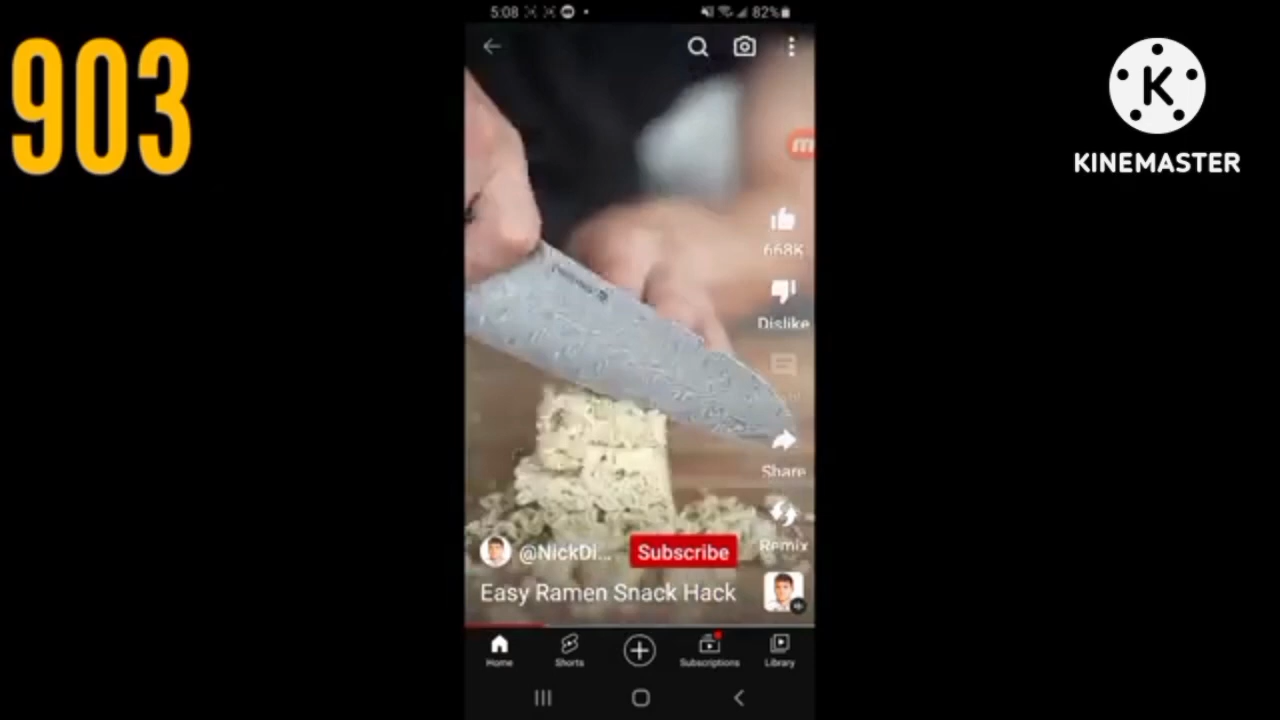 5:08
82%
903
K
KINEMASTER
m
668K
Dislike
Share
Remix
@NickDi...
Subscribe
Easy Ramen Snack Hack
Home
Shorts
Subscriptions
Library